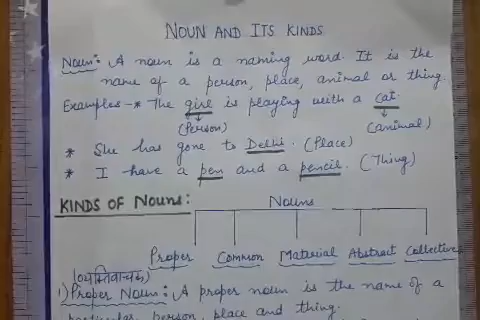 NOUN AND ITS KINDS
Noun: A noun is a naming word. It is the
name of a person, place, animal or thing.
Examples -* The girl is playing with a cat.
(Person) (animal)
* She has gone to Delhi. (Place)
* I have a pen and a pencil. (Thing)
KINDS OF NOUNS: Nouns
Proper Common Material Abstract Collective
(व्यक्तिवाचक)
1) Proper Noun: A proper noun is the name of a
particular person, place and thing.